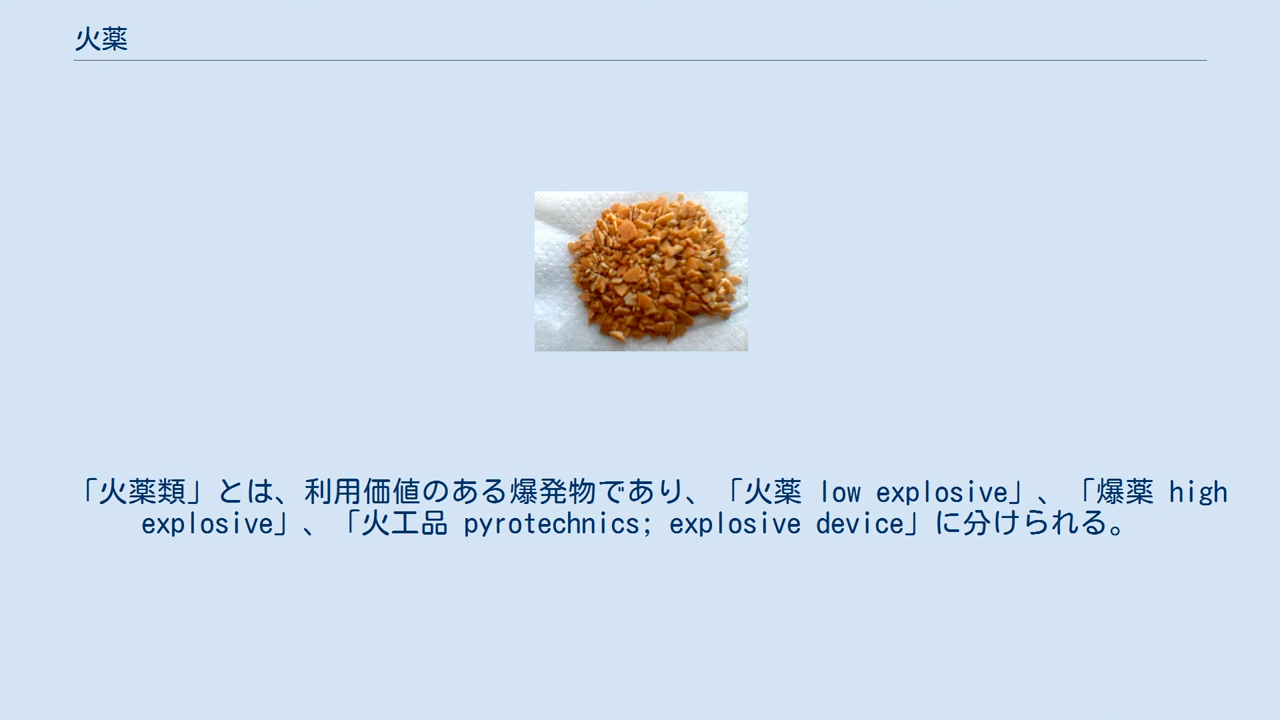 火薬
「火薬類」とは、利用価値のある爆発物であり、「火薬 low explosive」、「爆薬 high
explosive」、「火工品 pyrotechnics; explosive device」に分けられる。